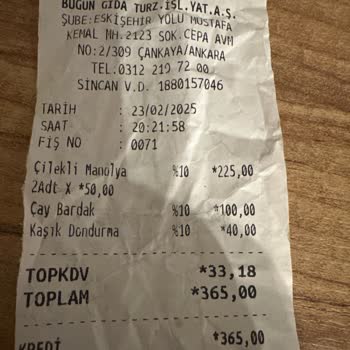 BUGÜN GIDA TURZ.İŞL.YAT.A.Ş.
ŞUBE:ESKİŞEHİR YOLU MUSTAFA
KEMAL MH.2123 SOK.CEPA AVM
NO:2/309 ÇANKAYA/ANKARA
TEL.0312 219 72 00
SİNCAN V.D. 1880157046
TARİH : 23/02/2025
SAAT : 20:21:58
FİŞ NO : 0071
Çilekli Manolya %10 *225,00
2Adt X *50,00
Çay Bardak %10 *100,00
Kaşık Dondurma %10 *40,00
TOPKDV *33,18
TOPLAM *365,00
KREDİ *365,00